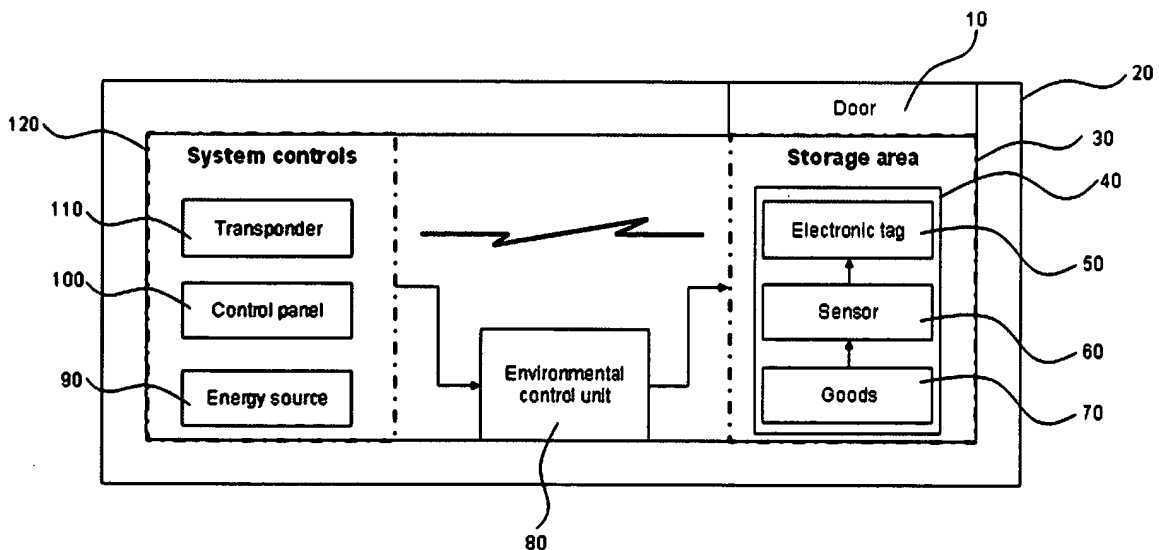 10
Door
20
120
System controls
Storage area
30
40
110
Transponder
Electronic tag
50
100
Control panel
Sensor
60
90
Energy source
Environmental
control unit
Goods
70
80